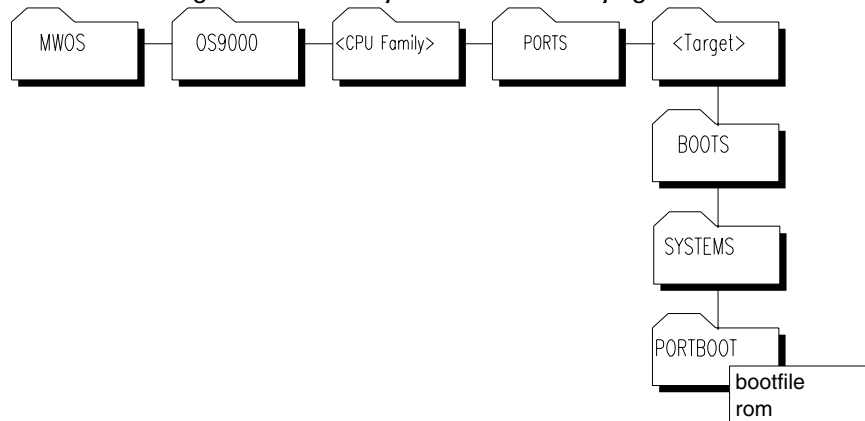 MWOS OS9000 <CPU Family> PORTS <Target>
BOOTS
SYSTEMS
PORTBOOT
bootfile
rom